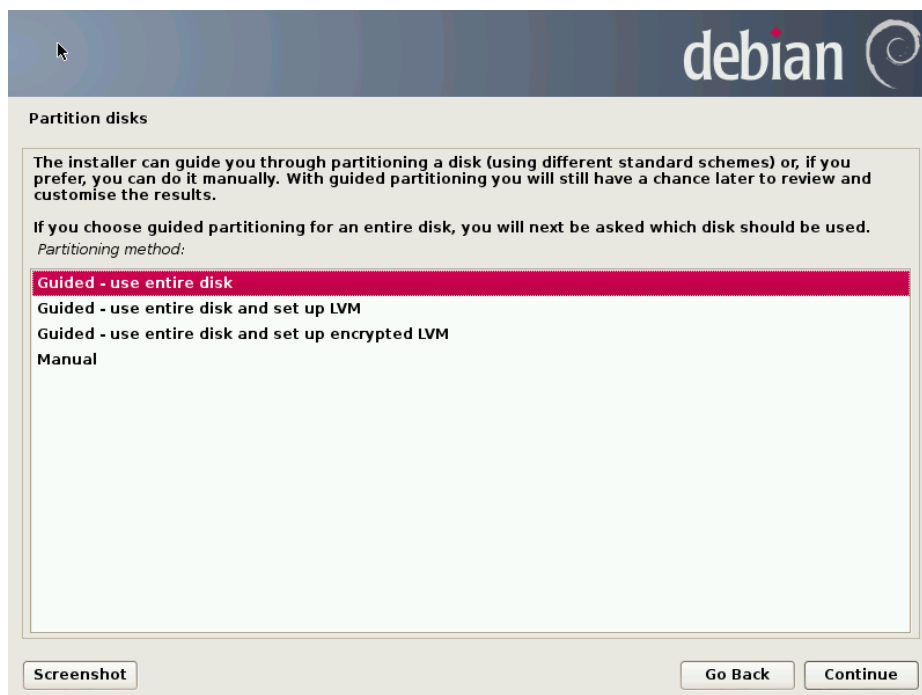 debian
Partition disks
The installer can guide you through partitioning a disk (using different standard schemes) or, if you
prefer, you can do it manually. With guided partitioning you will still have a chance later to review and
customise the results.
If you choose guided partitioning for an entire disk, you will next be asked which disk should be used.
Partitioning method:
Guided - use entire disk
Guided - use entire disk and set up LVM
Guided - use entire disk and set up encrypted LVM
Manual
Screenshot
Go Back
Continue